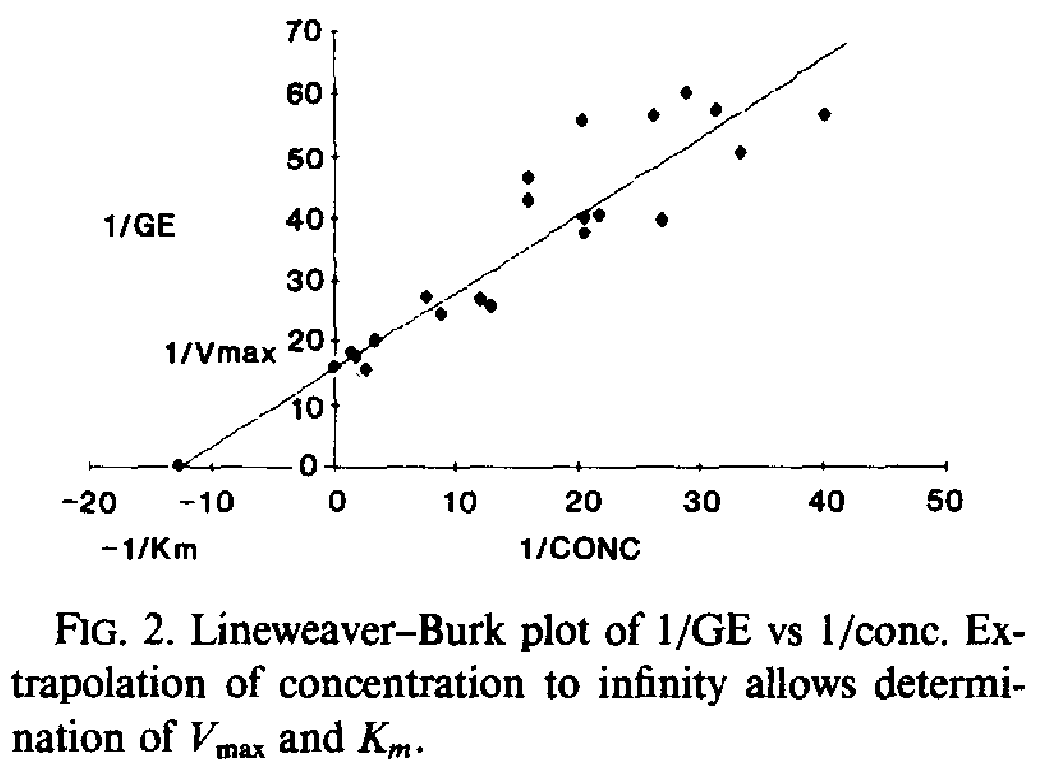 70
60
50
1/GE
40
30
1/Vmax 20
10
0
-20 -10 0 10 20 30 40 50
-1/Km 1/CONC
FIG. 2. Lineweaver–Burk plot of 1/GE vs 1/conc. Ex-
trapolation of concentration to infinity allows determi-
nation of Vmax and Km.